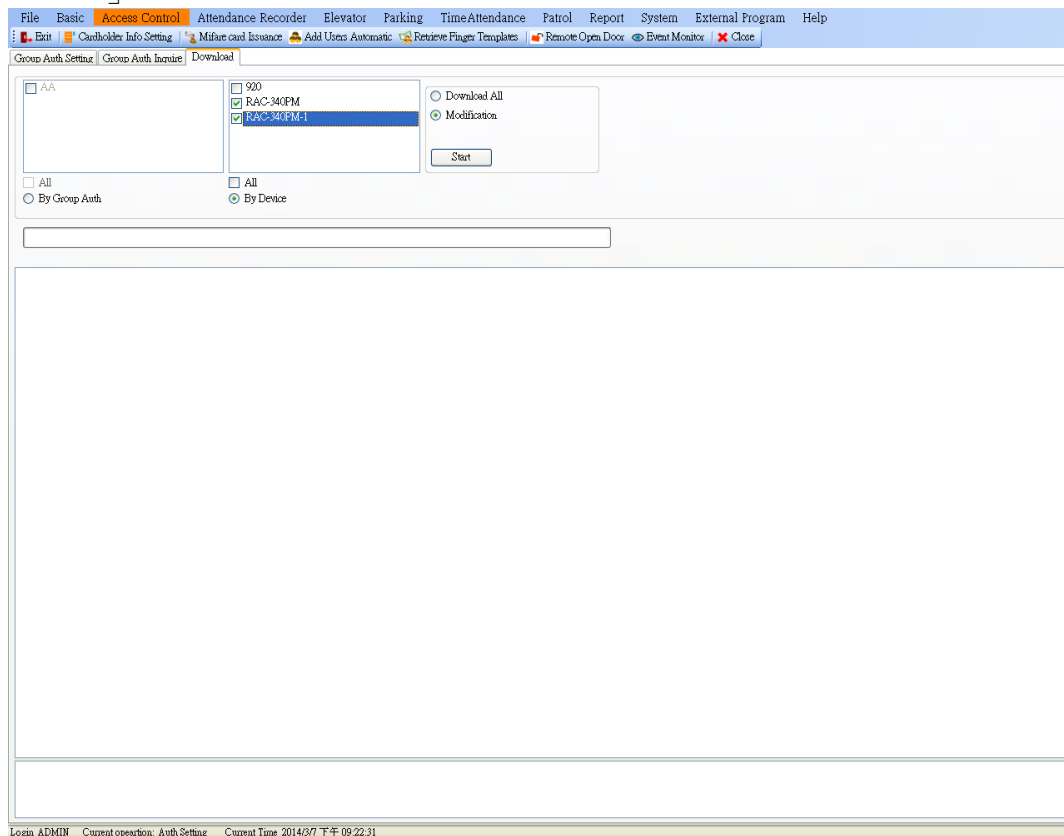 File Basic Access Control Attendance Recorder Elevator Parking TimeAttendance Patrol Report System External Program Help
Exit Cardholder Info Setting Mifare card Issuance Add Users Automatic Retrieve Finger Templates Remote Open Door Event Monitor Close
Group Auth Setting Group Auth Inquire Download
AA
920
RAC-340PM
RAC-340PM-1
Download All
Modification
Start
All
By Group Auth
All
By Device
Login ADMIN Current opeartion: Auth Setting Current Time 2014/3/7 下午 09:22:31